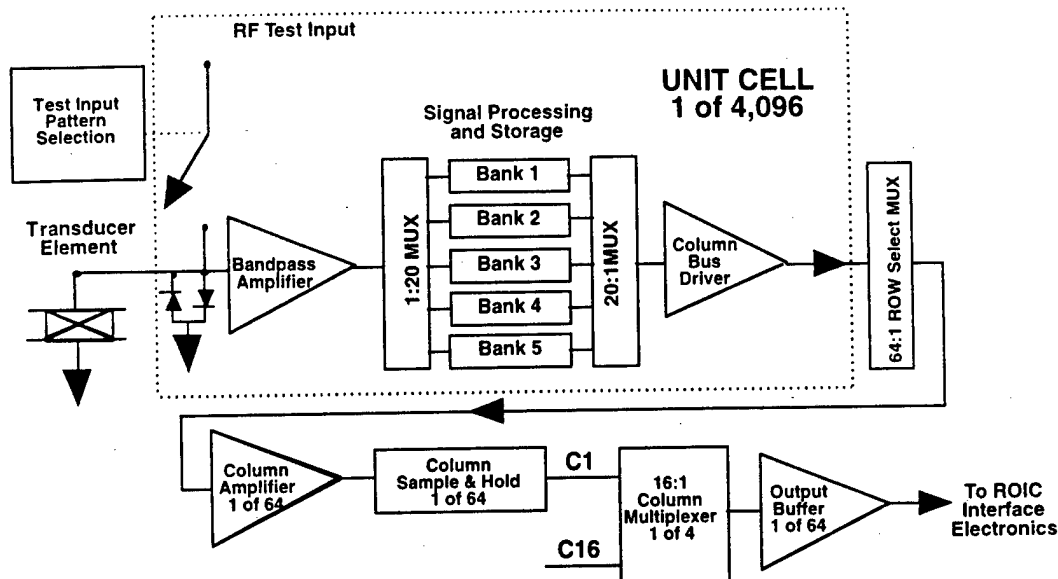 RF Test Input
Test Input
Pattern
Selection
UNIT CELL
1 of 4,096
Signal Processing
and Storage
Transducer
Element
Bandpass
Amplifier
1:20 MUX
Bank 1
Bank 2
Bank 3
Bank 4
Bank 5
20:1MUX
Column
Bus
Driver
64:1 ROW Select MUX
Column
Amplifier
1 of 64
Column
Sample & Hold
1 of 64
C1
C16
16:1
Column
Multiplexer
1 of 4
Output
Buffer
1 of 64
To ROIC
Interface
Electronics